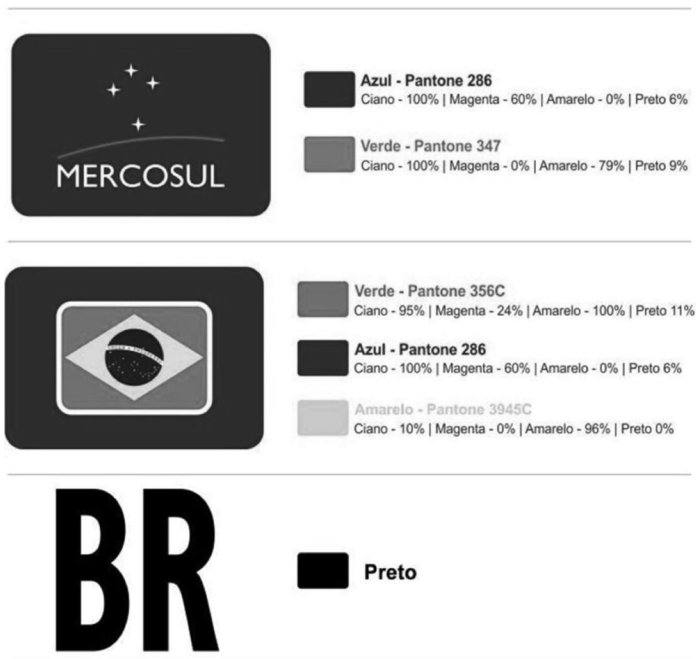 MERCOSUL
Azul - Pantone 286
Ciano - 100% | Magenta - 60% | Amarelo - 0% | Preto 6%
Verde - Pantone 347
Ciano - 100% | Magenta - 0% | Amarelo - 79% | Preto 9%
Verde - Pantone 356C
Ciano - 95% | Magenta - 24% | Amarelo - 100% | Preto 11%
Azul - Pantone 286
Ciano - 100% | Magenta - 60% | Amarelo - 0% | Preto 6%
Amarelo - Pantone 3945C
Ciano - 10% | Magenta - 0% | Amarelo - 96% | Preto 0%
BR
Preto